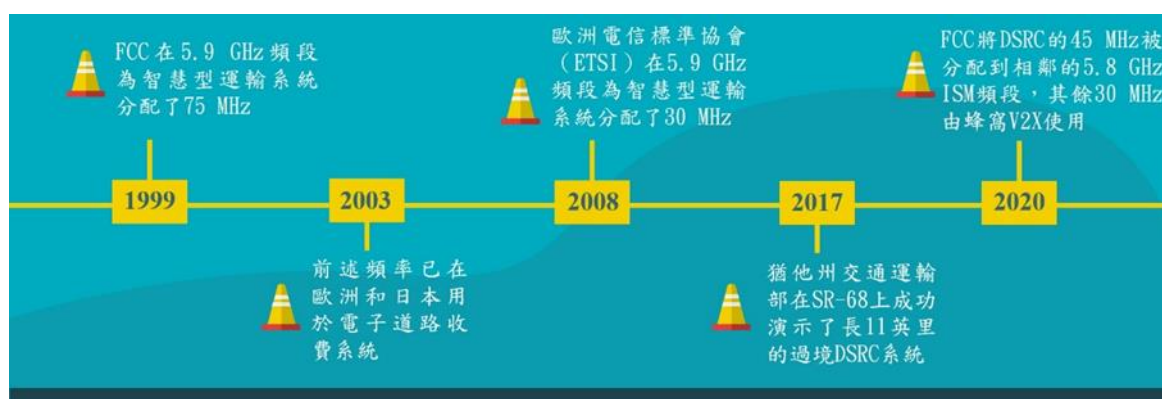 FCC在5.9 GHz頻段
為智慧型運輸系統
分配了75 MHz
1999
2003
前述頻率已在
歐洲和日本用
於電子道路收
費系統
歐洲電信標準協會
（ETSI）在5.9 GHz
頻段為智慧型運輸
系統分配了30 MHz
2008
2017
猶他州交通運輸
部在SR-68上成功
演示了長11英里
的過境DSRC系統
FCC將DSRC的45 MHz被
分配到相鄰的5.8 GHz
ISM頻段，其餘30 MHz
由蜂窩V2X使用
2020